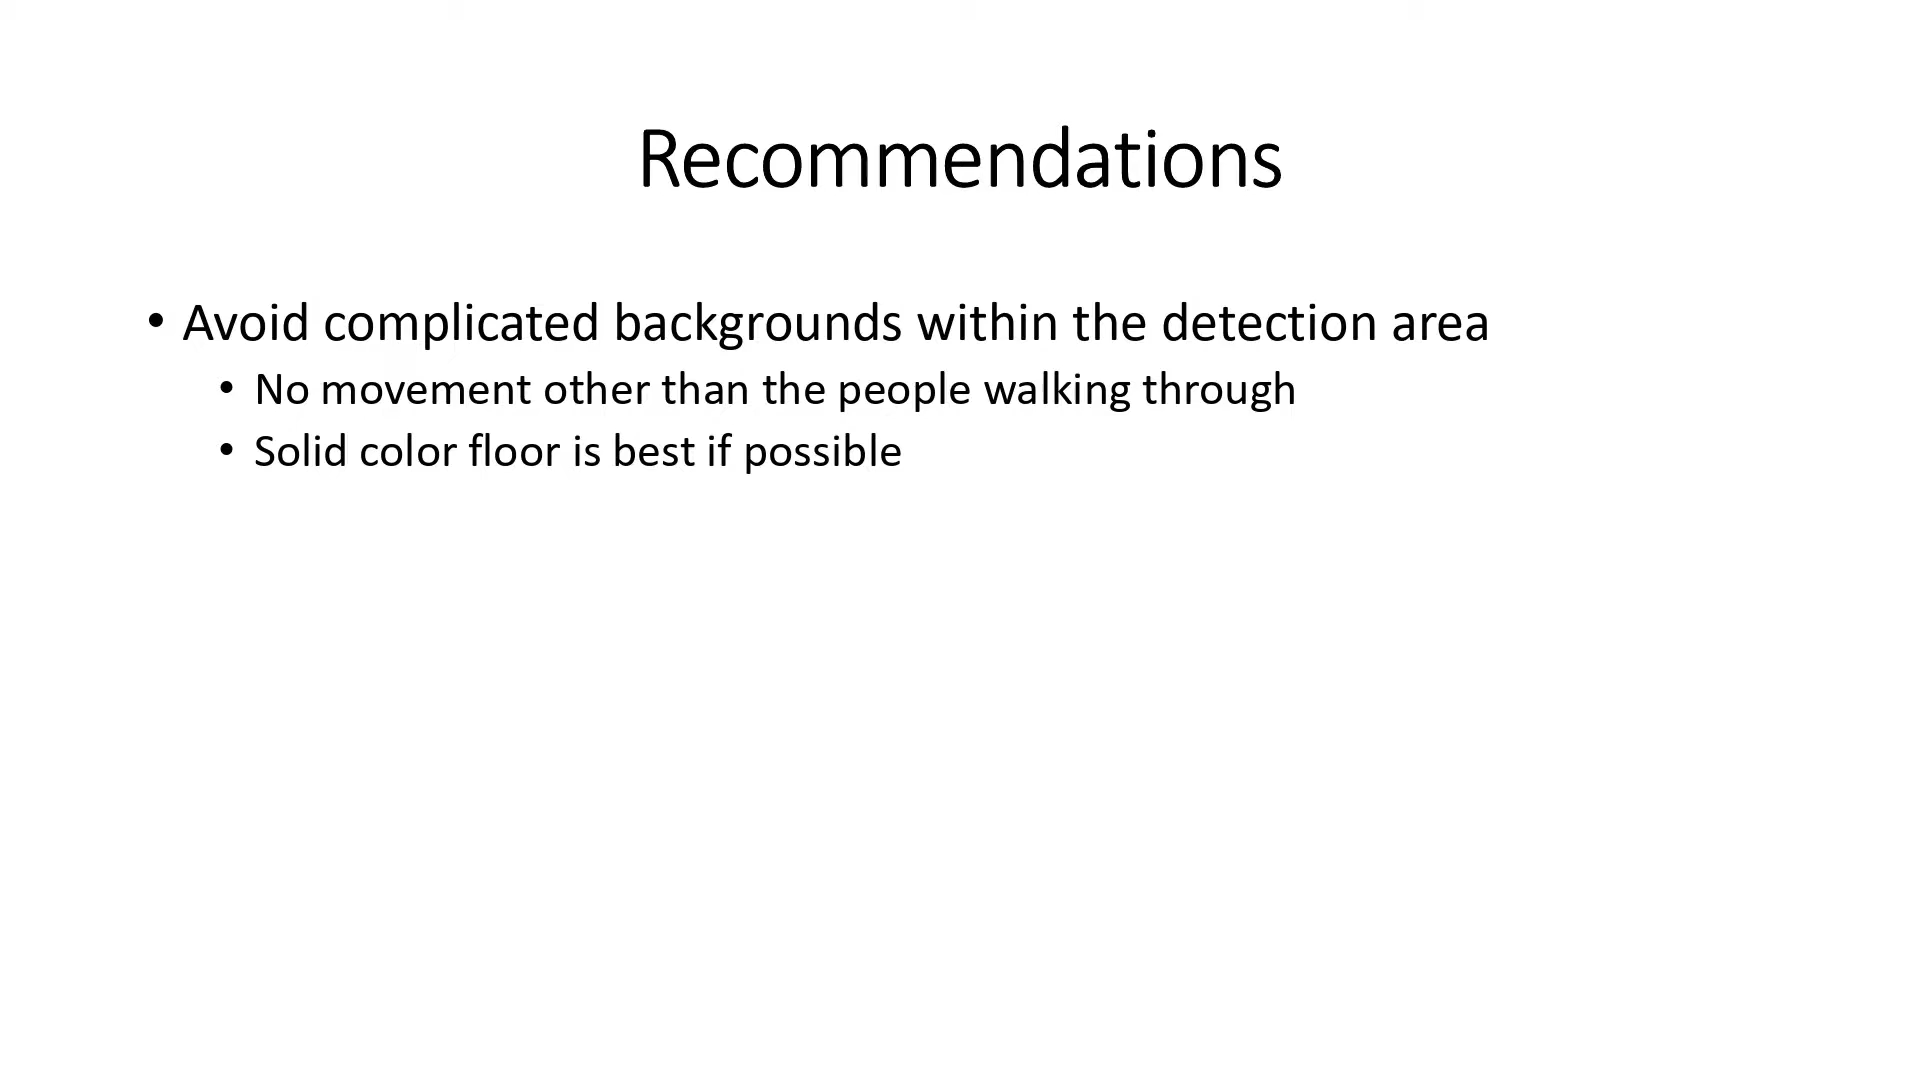 Recommendations
• Avoid complicated backgrounds within the detection area
• No movement other than the people walking through
• Solid color floor is best if possible